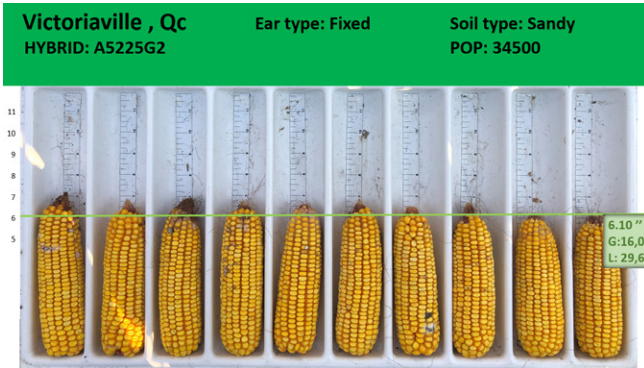 Victoriaville , Qc
Ear type: Fixed
Soil type: Sandy
HYBRID: A5225G2
POP: 34500
11
10
9
8
7
6
5
6.10 ”
G:16,0
L: 29,6